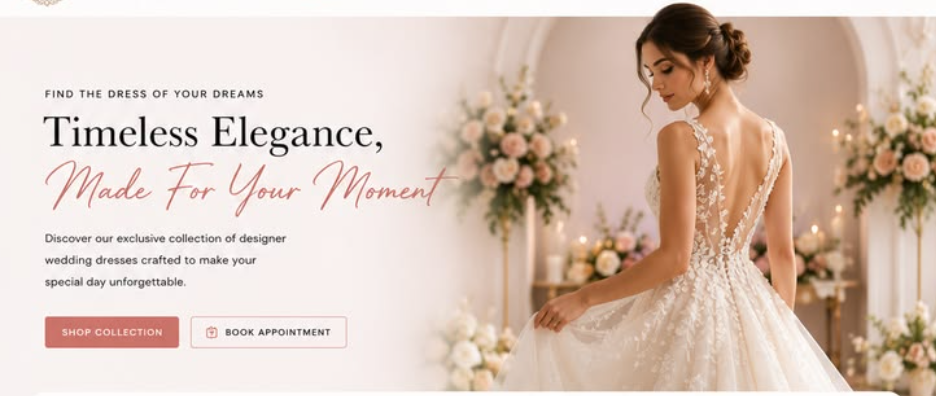 FIND THE DRESS OF YOUR DREAMS
Timeless Elegance,
Made For Your Moment
Discover our exclusive collection of designer
wedding dresses crafted to make your
special day unforgettable.
SHOP COLLECTION
BOOK APPOINTMENT